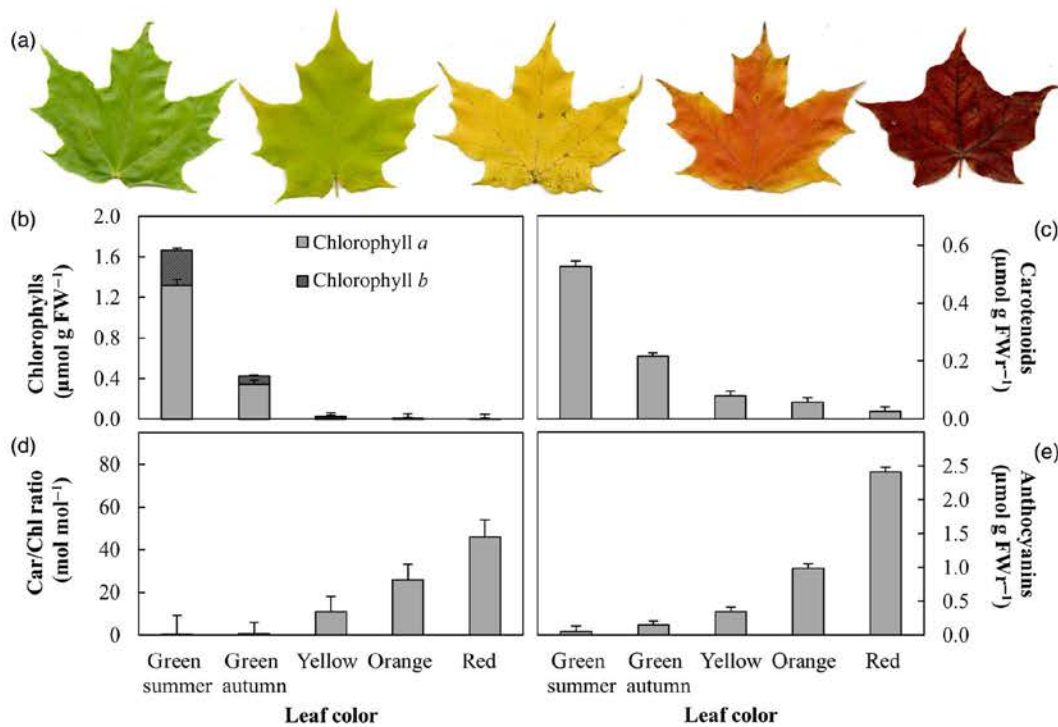 (a)
(b)
Chlorophylls
(µmol g FW⁻¹)
2.0
1.6
1.2
0.8
0.4
0.0
Chlorophyll a
Chlorophyll b
(c)
0.6
0.4
0.2
0.0
Carotenoids
(µmol g FWr⁻¹)
(d)
Car/Chl ratio
(mol mol⁻¹)
80
60
40
20
0
(e)
2.5
2.0
1.5
1.0
0.5
0.0
Anthocyanins
(µmol g FWr⁻¹)
Green Green Yellow Orange Red
summer autumn
Leaf color
Green Green Yellow Orange Red
summer autumn
Leaf color